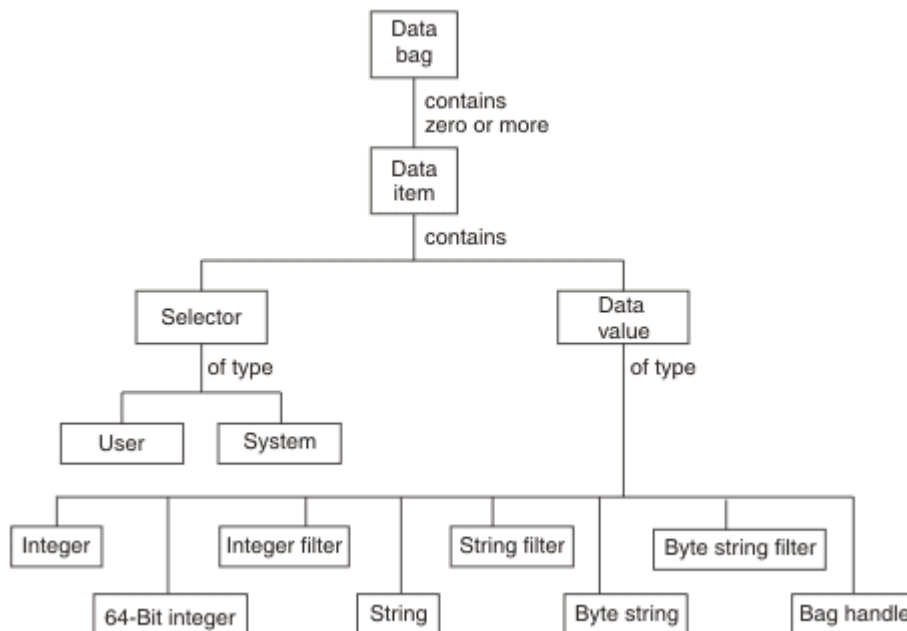 Data
bag
contains
zero or more
Data
item
contains
Selector
Data
value
of type
of type
User
System
Integer
Integer filter
String filter
Byte string filter
64-Bit integer
String
Byte string
Bag handle